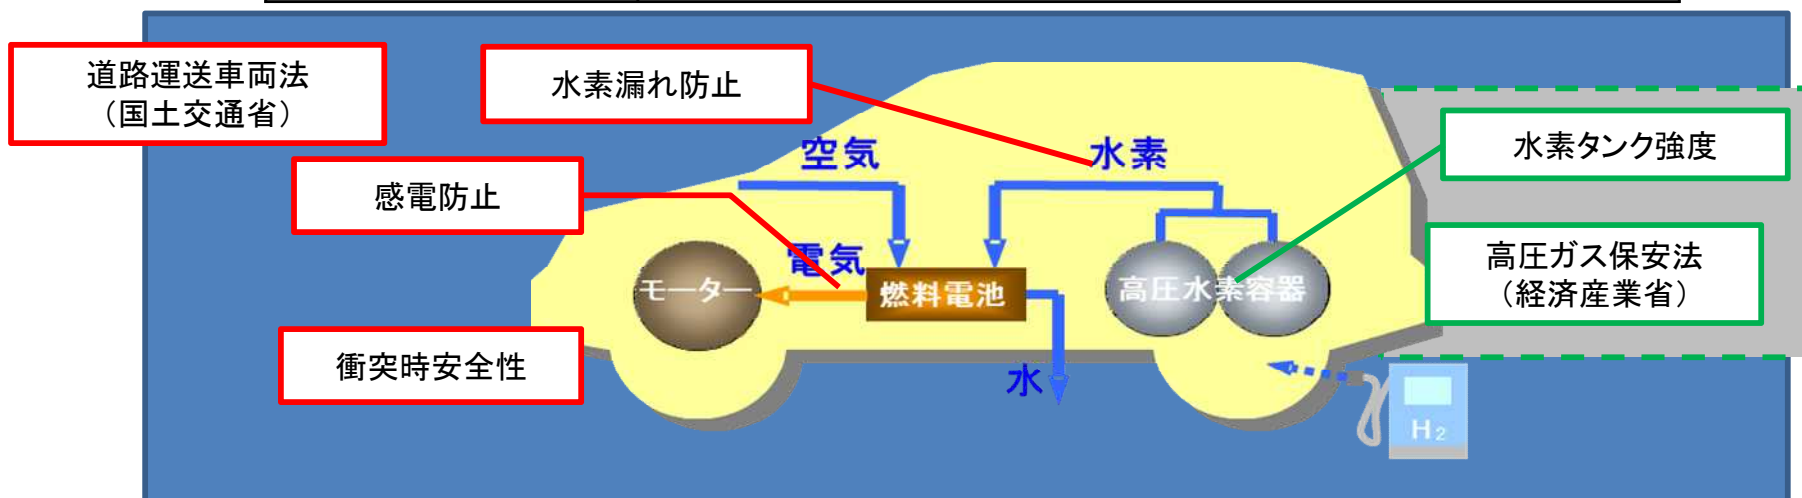 道路運送車両法
（国土交通省）
水素漏れ防止
水素タンク強度
空気
水素
感電防止
電気
高圧ガス保安法
（経済産業省）
モーター
燃料電池
高圧水素容器
衝突時安全性
水
H₂